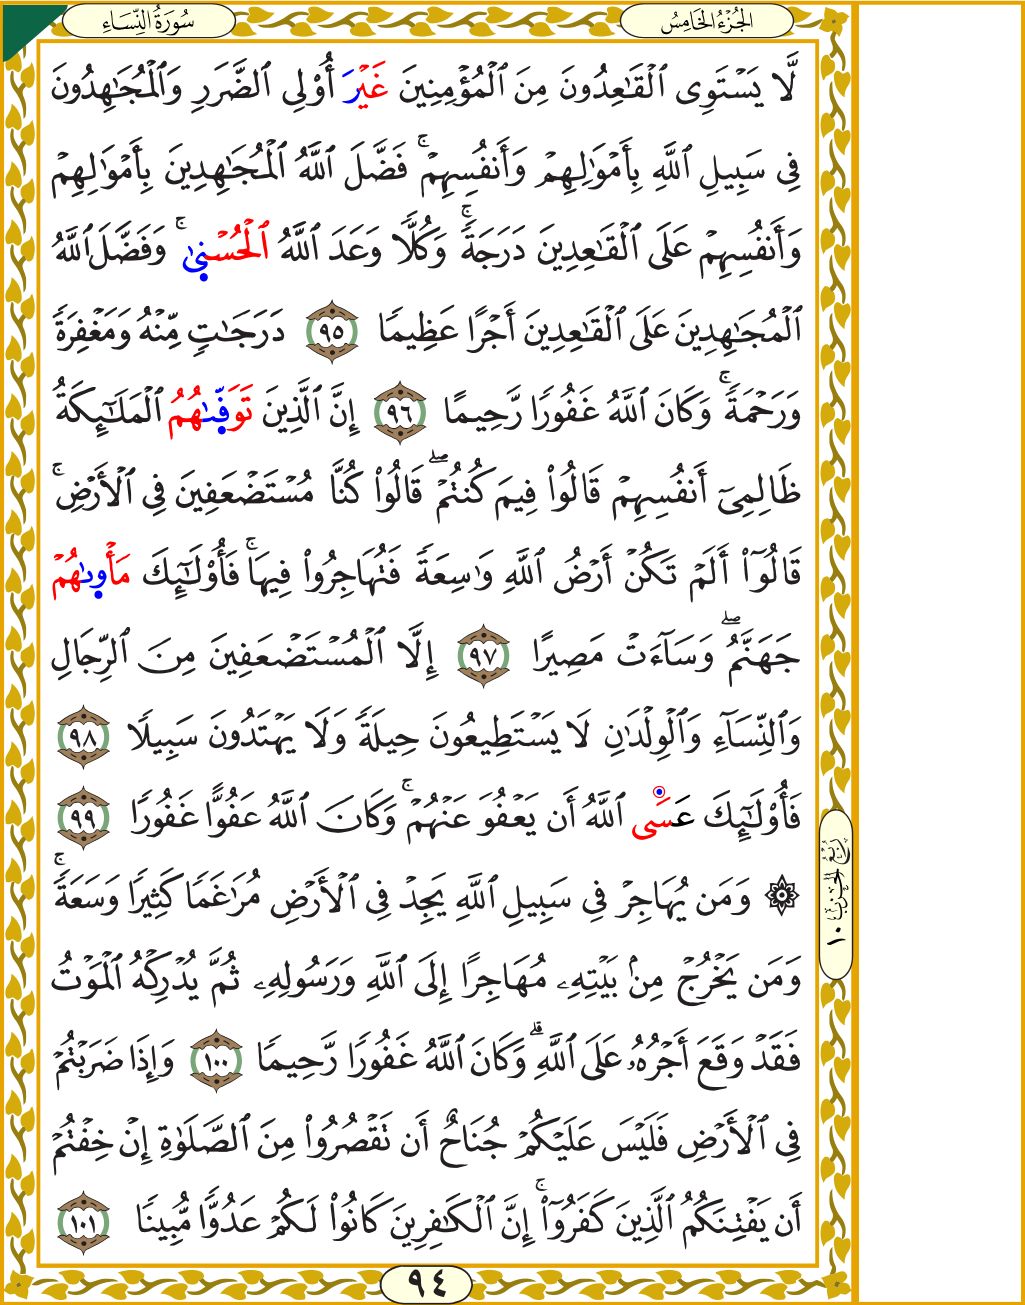 سُورَةُ النِّسَاءِ
الجُزْءُ الخَامِسُ
لَّا يَسْتَوِى ٱلْقَـٰعِدُونَ مِنَ ٱلْمُؤْمِنِينَ غَيْرَ أُو۟لِى ٱلضَّرَرِ وَٱلْمُجَـٰهِدُونَ
فِى سَبِيلِ ٱللَّهِ بِأَمْوَٰلِهِمْ وَأَنفُسِهِمْ ۚ فَضَّلَ ٱللَّهُ ٱلْمُجَـٰهِدِينَ بِأَمْوَٰلِهِمْ
وَأَنفُسِهِمْ عَلَى ٱلْقَـٰعِدِينَ دَرَجَةً ۚ وَكُلًّا وَعَدَ ٱللَّهُ ٱلْحُسْنِىٰ ۚ وَفَضَّلَ ٱللَّهُ
ٱلْمُجَـٰهِدِينَ عَلَى ٱلْقَـٰعِدِينَ أَجْرًا عَظِيمًا ٩٥ دَرَجَـٰتٍ مِّنْهُ وَمَغْفِرَةً
وَرَحْمَةً ۚ وَكَانَ ٱللَّهُ غَفُورًا رَّحِيمًا ٩٦ إِنَّ ٱلَّذِينَ تَوَفِّىٰهُمُ ٱلْمَلَـٰٓئِكَةُ
ظَالِمِىٓ أَنفُسِهِمْ قَالُوا۟ فِيمَ كُنتُمْ ۖ قَالُوا۟ كُنَّا مُسْتَضْعَفِينَ فِى ٱلْأَرْضِ ۚ
قَالُوٓا۟ أَلَمْ تَكُنْ أَرْضُ ٱللَّهِ وَٰسِعَةً فَتُهَاجِرُوا۟ فِيهَا ۚ فَأُو۟لَـٰٓئِكَ مَأْوِىٰهُمْ
جَهَنَّمُ ۖ وَسَآءَتْ مَصِيرًا ٩٧ إِلَّا ٱلْمُسْتَضْعَفِينَ مِنَ ٱلرِّجَالِ
وَٱلنِّسَآءِ وَٱلْوِلْدَٰنِ لَا يَسْتَطِيعُونَ حِيلَةً وَلَا يَهْتَدُونَ سَبِيلًا ٩٨
فَأُو۟لَـٰٓئِكَ عَسَى ٱللَّهُ أَن يَعْفُوَ عَنْهُمْ ۚ وَكَانَ ٱللَّهُ عَفُوًّا غَفُورًا ٩٩
۞ وَمَن يُهَاجِرْ فِى سَبِيلِ ٱللَّهِ يَجِدْ فِى ٱلْأَرْضِ مُرَٰغَمًا كَثِيرًا وَسَعَةً ۚ
وَمَن يَخْرُجْ مِنۢ بَيْتِهِۦ مُهَاجِرًا إِلَى ٱللَّهِ وَرَسُولِهِۦ ثُمَّ يُدْرِكْهُ ٱلْمَوْتُ
فَقَدْ وَقَعَ أَجْرُهُۥ عَلَى ٱللَّهِ ۗ وَكَانَ ٱللَّهُ غَفُورًا رَّحِيمًا ١٠٠ وَإِذَا ضَرَبْتُمْ
فِى ٱلْأَرْضِ فَلَيْسَ عَلَيْكُمْ جُنَاحٌ أَن تَقْصُرُوا۟ مِنَ ٱلصَّلَوٰةِ إِنْ خِفْتُمْ
أَن يَفْتِنَكُمُ ٱلَّذِينَ كَفَرُوٓا۟ ۚ إِنَّ ٱلْكَـٰفِرِينَ كَانُوا۟ لَكُمْ عَدُوًّا مُّبِينًا ١٠١
رُبْعُ الْحِزْبِ ١٠
٩٤